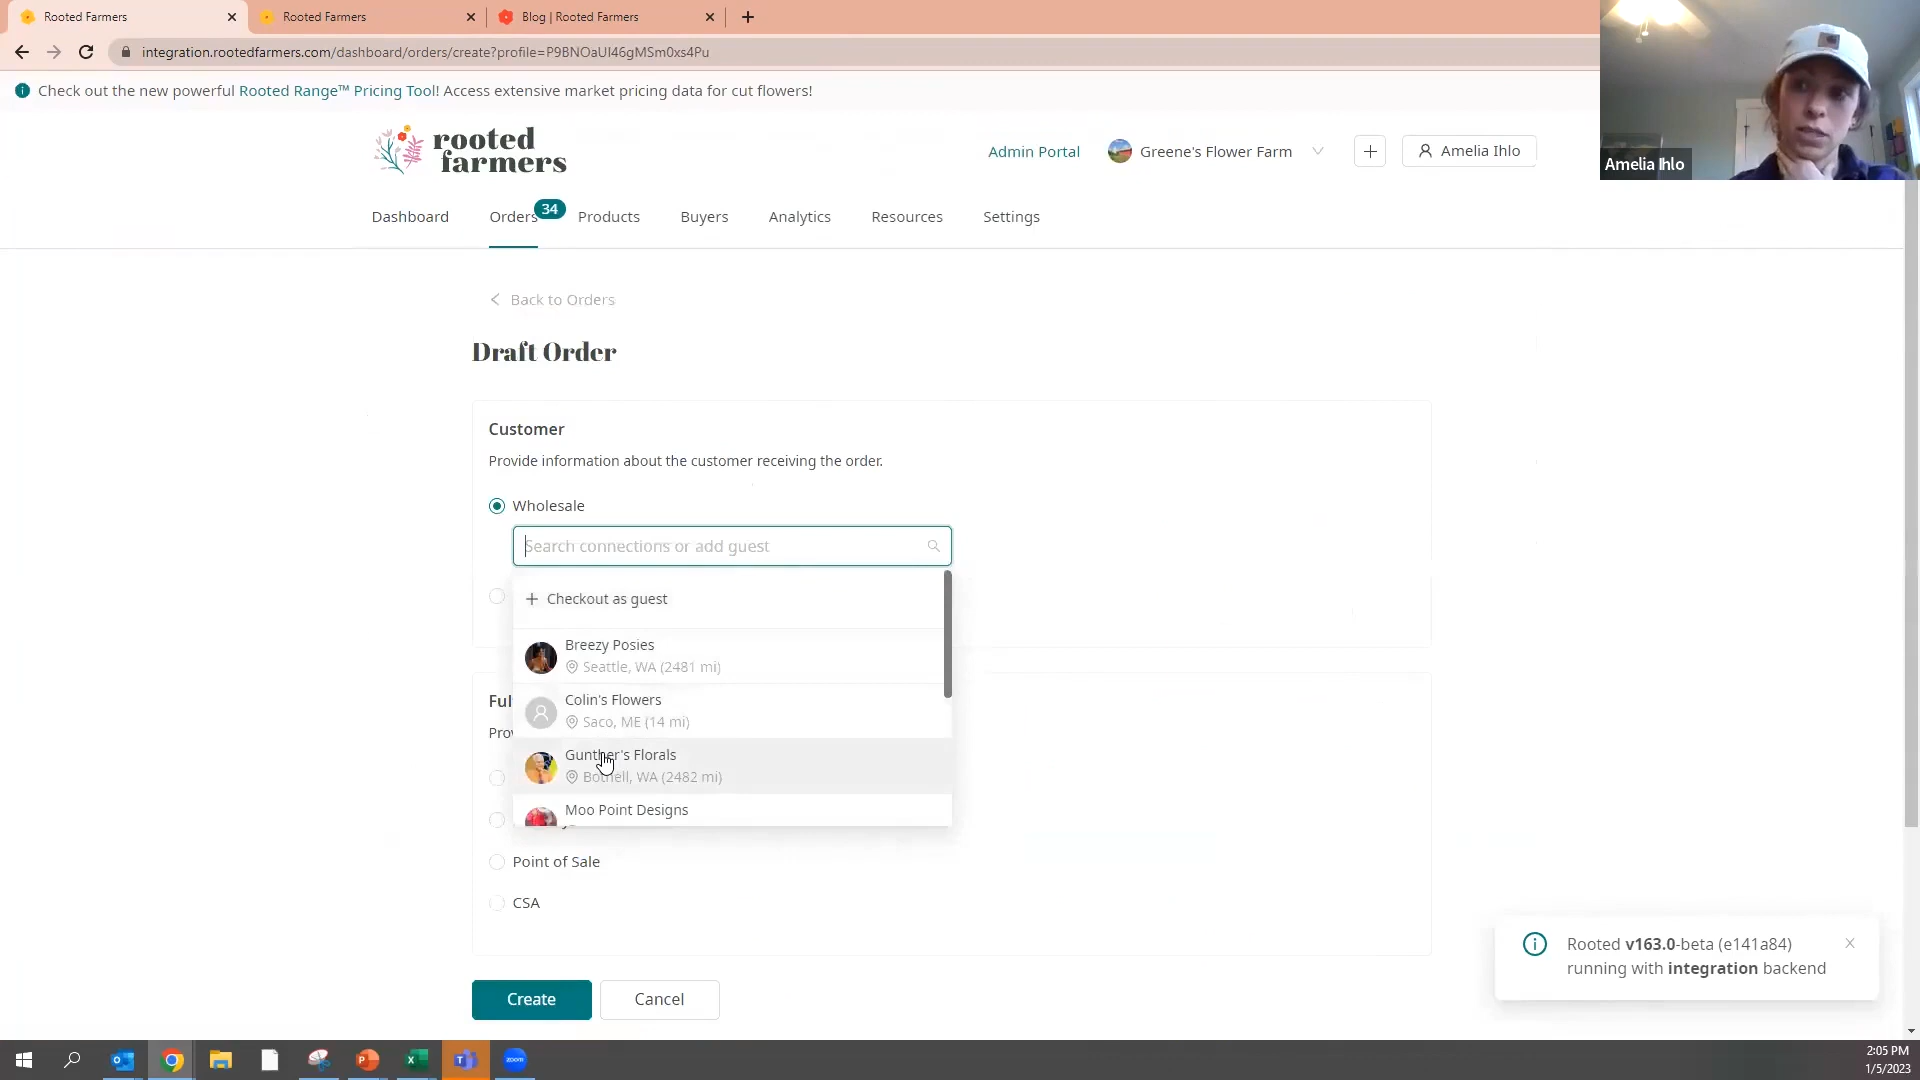 Rooted Farmers
Rooted Farmers
Blog | Rooted Farmers
integration.rootedfarmers.com/dashboard/orders/create?profile=P9BNOaUl46gMSm0xs4Pu
Check out the new powerful Rooted Range™ Pricing Tool! Access extensive market pricing data for cut flowers!
rooted
farmers
Admin Portal
Greene's Flower Farm
Amelia Ihlo
Amelia Ihlo
Dashboard
Orders
34
Products
Buyers
Analytics
Resources
Settings
Back to Orders
Draft Order
Customer
Provide information about the customer receiving the order.
Wholesale
Search connections or add guest
Checkout as guest
Breezy Posies
Seattle, WA (2481 mi)
Colin's Flowers
Saco, ME (14 mi)
Ful
Prov
Gunther's Florals
Bothell, WA (2482 mi)
Moo Point Designs
Point of Sale
CSA
Create
Cancel
Rooted v163.0-beta (e141a84)
running with integration backend
zoom
2:05 PM
1/5/2023